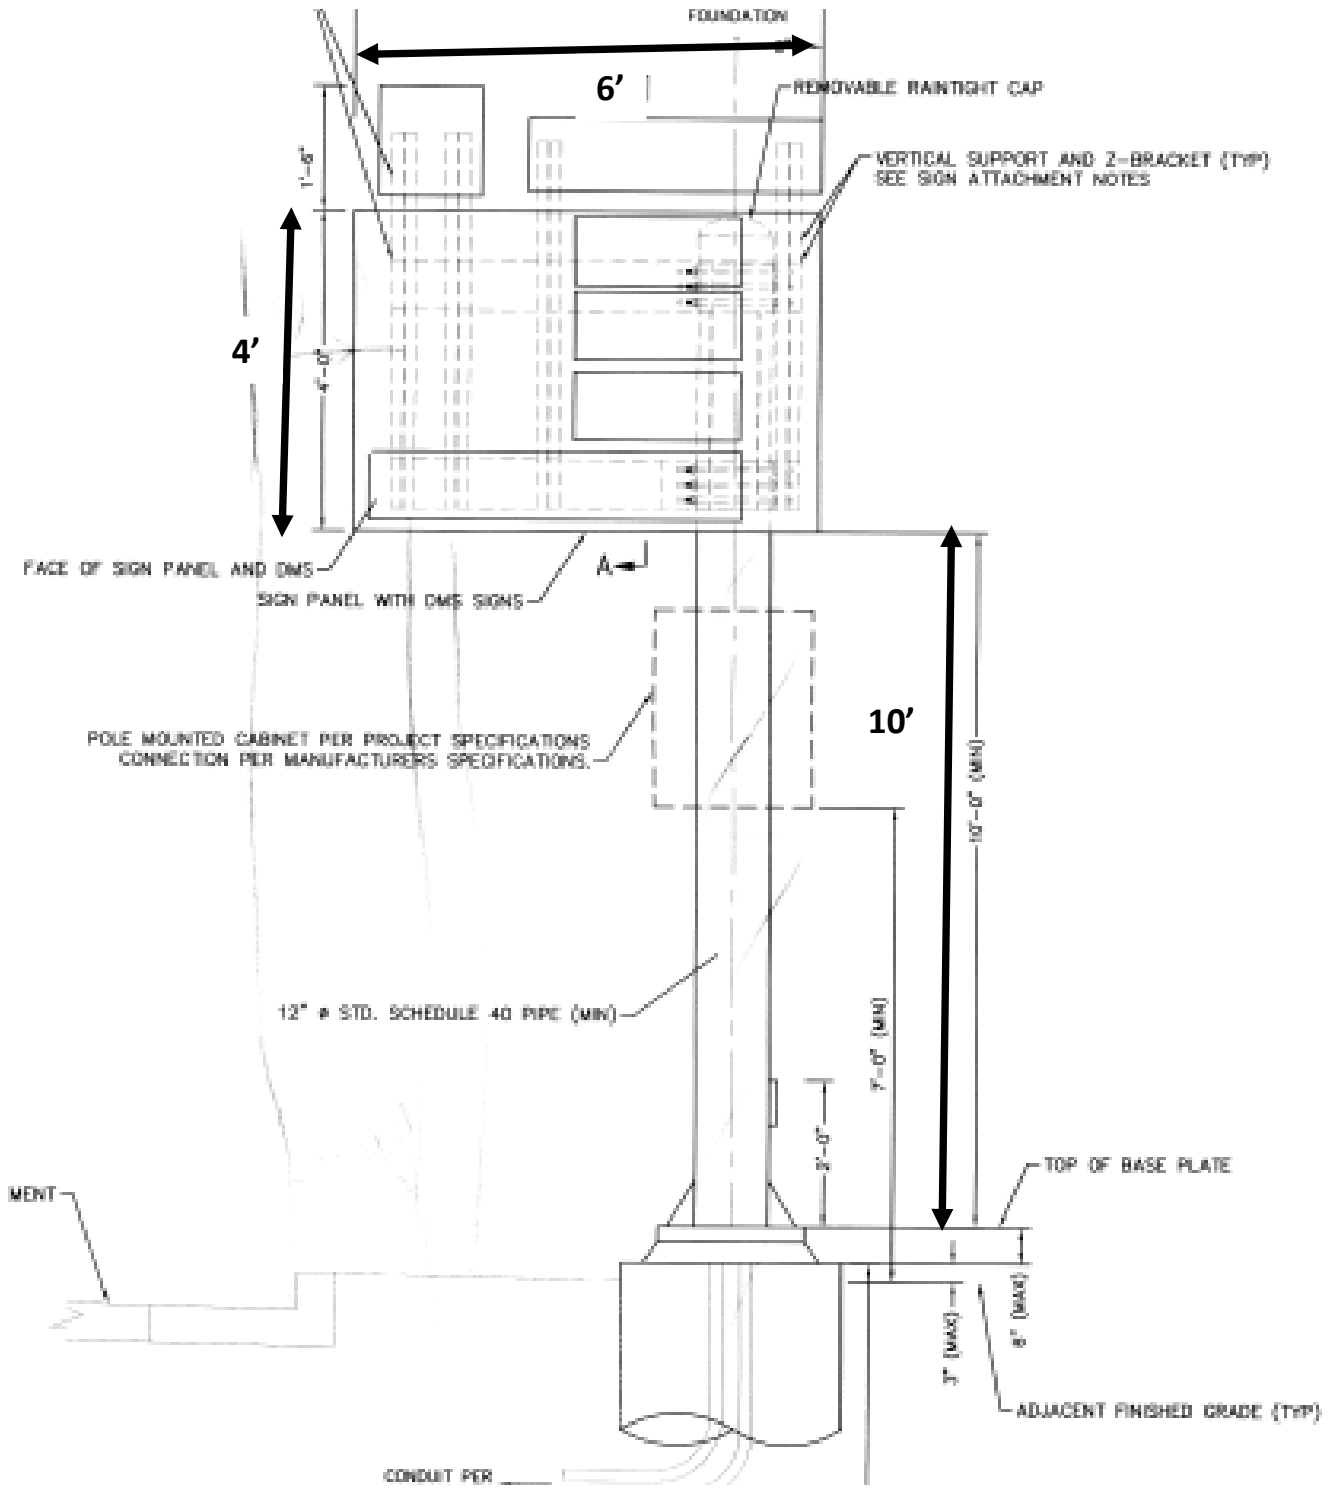 FOUNDATION
6'
REMOVABLE RAINTIGHT CAP
1'-6"
VERTICAL SUPPORT AND Z-BRACKET (TYP)
SEE SIGN ATTACHMENT NOTES
4'
4'-0"
FACE OF SIGN PANEL AND DMS
A
SIGN PANEL WITH DMS SIGNS
10'
POLE MOUNTED CABINET PER PROJECT SPECIFICATIONS
CONNECTION PER MANUFACTURERS SPECIFICATIONS.
10'-0" (MIN)
12" ø STD. SCHEDULE 40 PIPE (MIN)
7'-0" (MIN)
2'-0"
TOP OF BASE PLATE
MENT
3" (MAX)
6" (MAX)
ADJACENT FINISHED GRADE (TYP)
CONDUIT PER